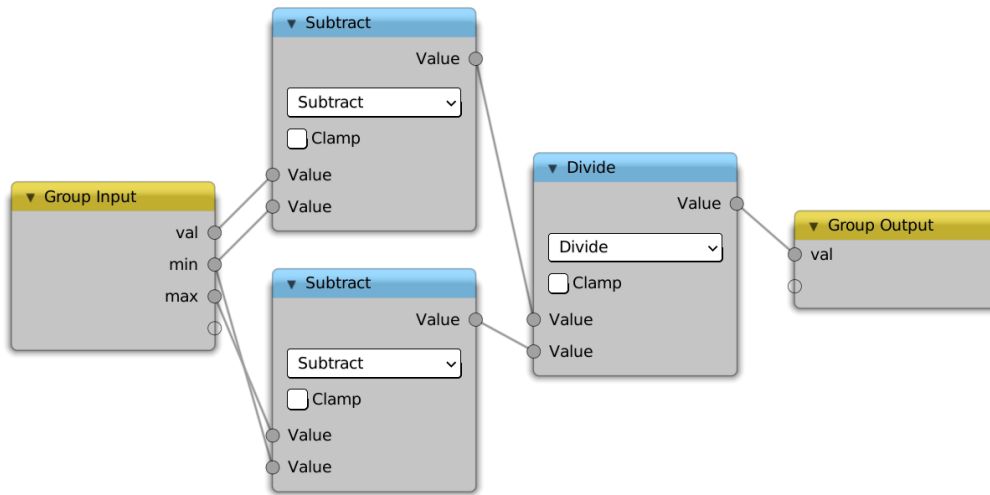 Group Input
val
min
max
Subtract
Value
Subtract
Clamp
Value
Value
Subtract
Value
Subtract
Clamp
Value
Value
Divide
Value
Divide
Clamp
Value
Value
Group Output
val